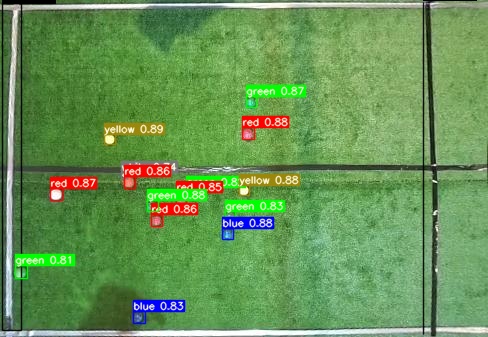 green 0.87
red 0.88
yellow 0.89
red 0.86
red 0.87
red 0.85
yellow 0.88
green 0.88
red 0.86
green 0.83
blue 0.88
green 0.81
blue 0.83